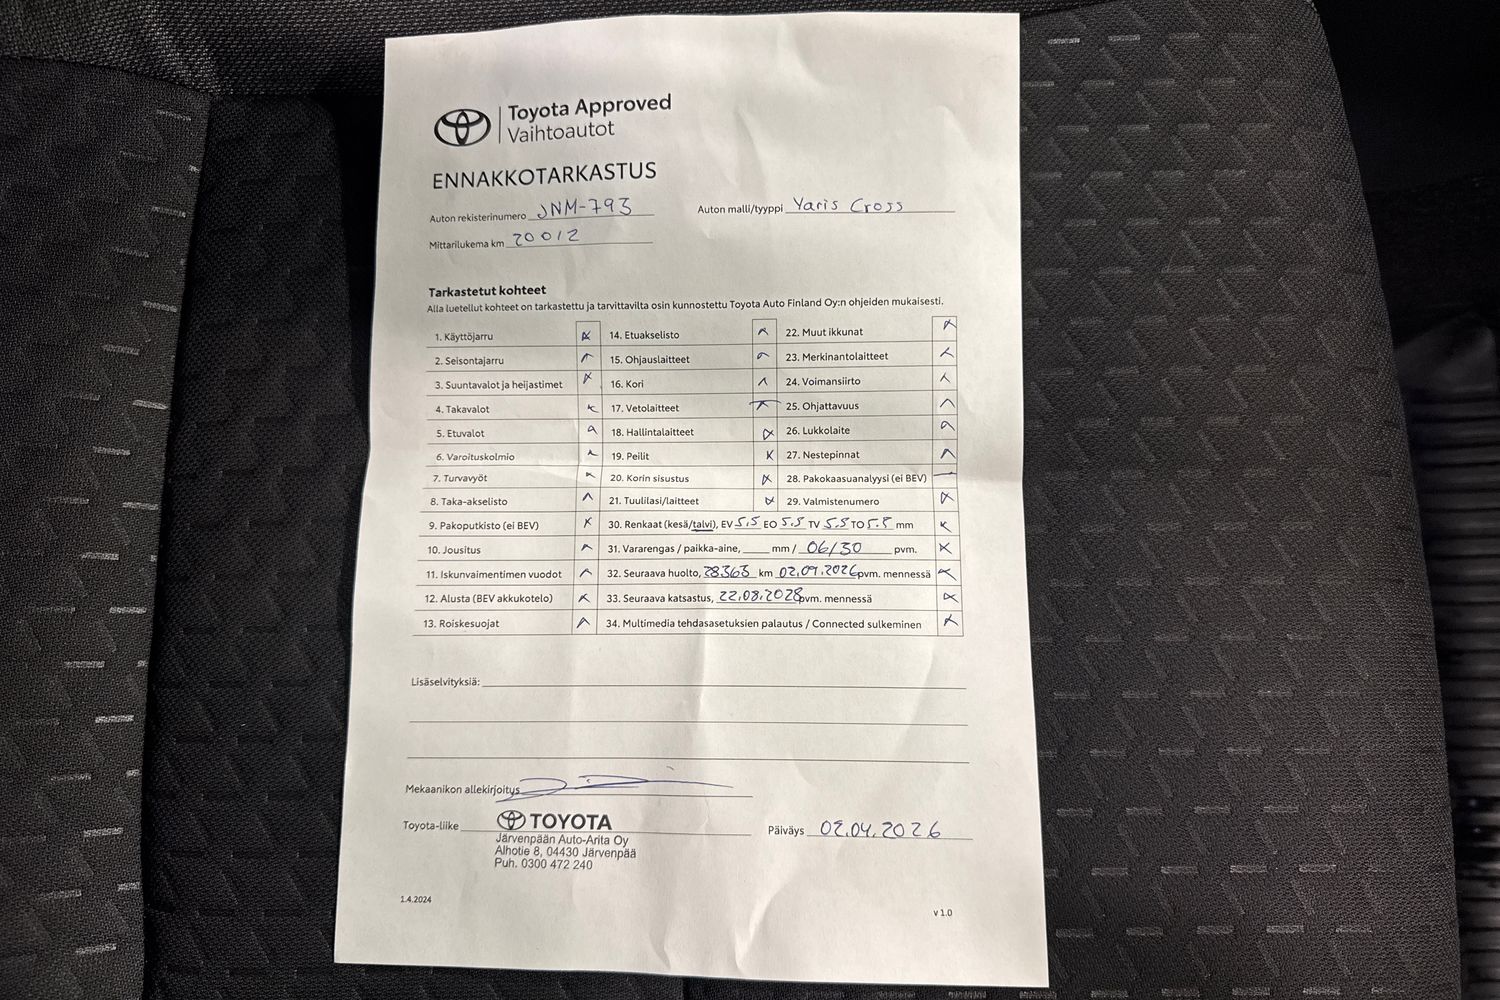 Toyota Approved
Vaihtoautot
ENNAKKOTARKASTUS
Auton rekisterinumero JNM-793 Auton malli/tyyppi Yaris Cross
Mittarilukema km 20012
Tarkastetut kohteet
Alla luetellut kohteet on tarkastettu ja tarvittavilta osin kunnostettu Toyota Auto Finland Oy:n ohjeiden mukaisesti.
1. Käyttöjarru 14. Etuakselisto 22. Muut ikkunat
2. Seisontajarru 15. Ohjauslaitteet 23. Merkinantolaitteet
3. Suuntavalot ja heijastimet 16. Kori 24. Voimansiirto
4. Takavalot 17. Vetolaitteet 25. Ohjattavuus
5. Etuvalot 18. Hallintalaitteet 26. Lukkolaite
6. Varoituskolmio 19. Peilit 27. Nestepinnat
7. Turvavyöt 20. Korin sisustus 28. Pakokaasuanalyysi (ei BEV)
8. Taka-akselisto 21. Tuulilasi/laitteet 29. Valmistenumero
9. Pakoputkisto (ei BEV) 30. Renkaat (kesä/talvi), EV 5.5 EO 5.5 TV 5.5 TO 5.5 mm
10. Jousitus 31. Vararengas / paikka-aine, mm / 06/30 pvm.
11. Iskunvaimentimen vuodot 32. Seuraava huolto, 28363 km 02.09.2026 pvm. mennessä
12. Alusta (BEV akkukotelo) 33. Seuraava katsastus, 22.08.2028 pvm. mennessä
13. Roiskesuojat 34. Multimedia tehdasasetuksien palautus / Connected sulkeminen
Lisäselvityksiä:
Mekaanikon allekirjoitys
Toyota-liike TOYOTA Päiväys 02.04.2026
Järvenpään Auto-Arita Oy
Alhotie 8, 04430 Järvenpää
Puh. 0300 472 240
1.4.2024
v 1.0